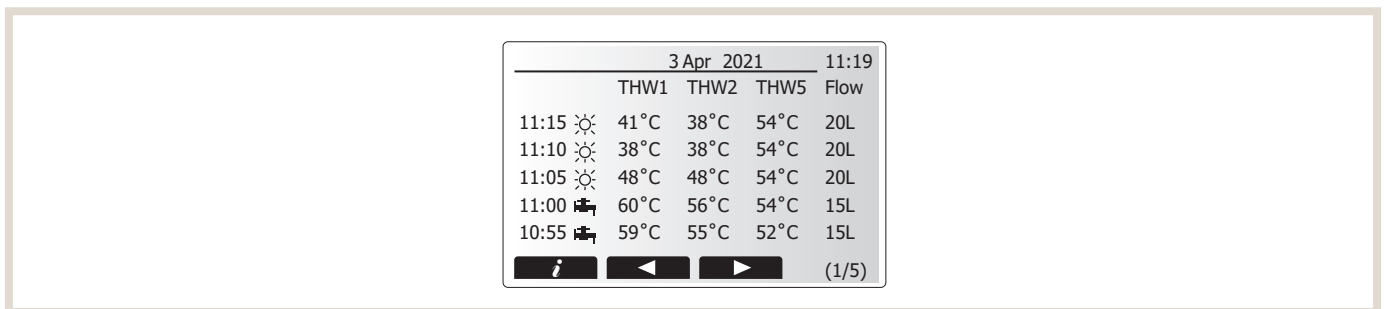 3 Apr 2021 11:19
THW1 THW2 THW5 Flow
11:15 41°C 38°C 54°C 20L
11:10 38°C 38°C 54°C 20L
11:05 48°C 48°C 54°C 20L
11:00 60°C 56°C 54°C 15L
10:55 59°C 55°C 52°C 15L
i (1/5)